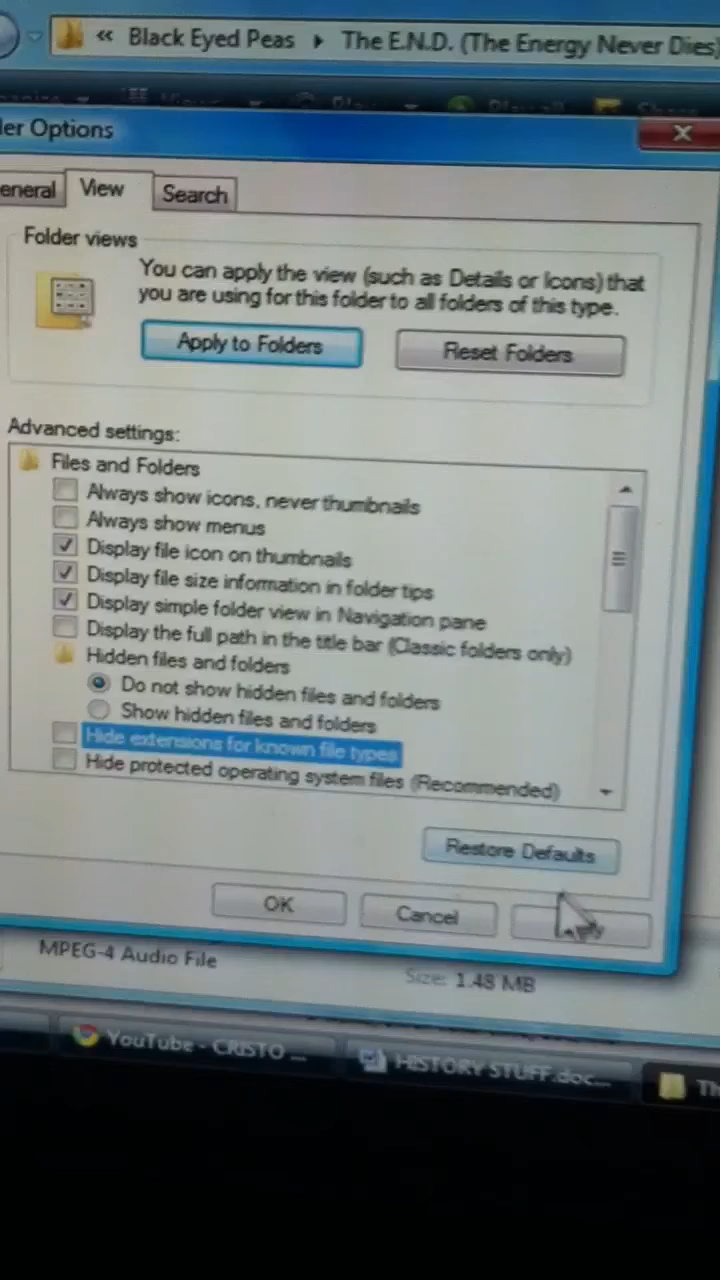 « Black Eyed Peas ▸ The E.N.D. (The Energy Never Dies)
er Options
eneral View Search
Folder views
You can apply the view (such as Details or Icons) that
you are using for this folder to all folders of this type.
Apply to Folders Reset Folders
Advanced settings:
Files and Folders
Always show icons, never thumbnails
Always show menus
Display file icon on thumbnails
Display file size information in folder tips
Display simple folder view in Navigation pane
Display the full path in the title bar (Classic folders only)
Hidden files and folders
Do not show hidden files and folders
Show hidden files and folders
Hide extensions for known file types
Hide protected operating system files (Recommended)
Restore Defaults
OK Cancel
MPEG-4 Audio File
Size: 1.48 MB
YouTube - CRISTO ...
HISTORY STUFF.doc...
Th